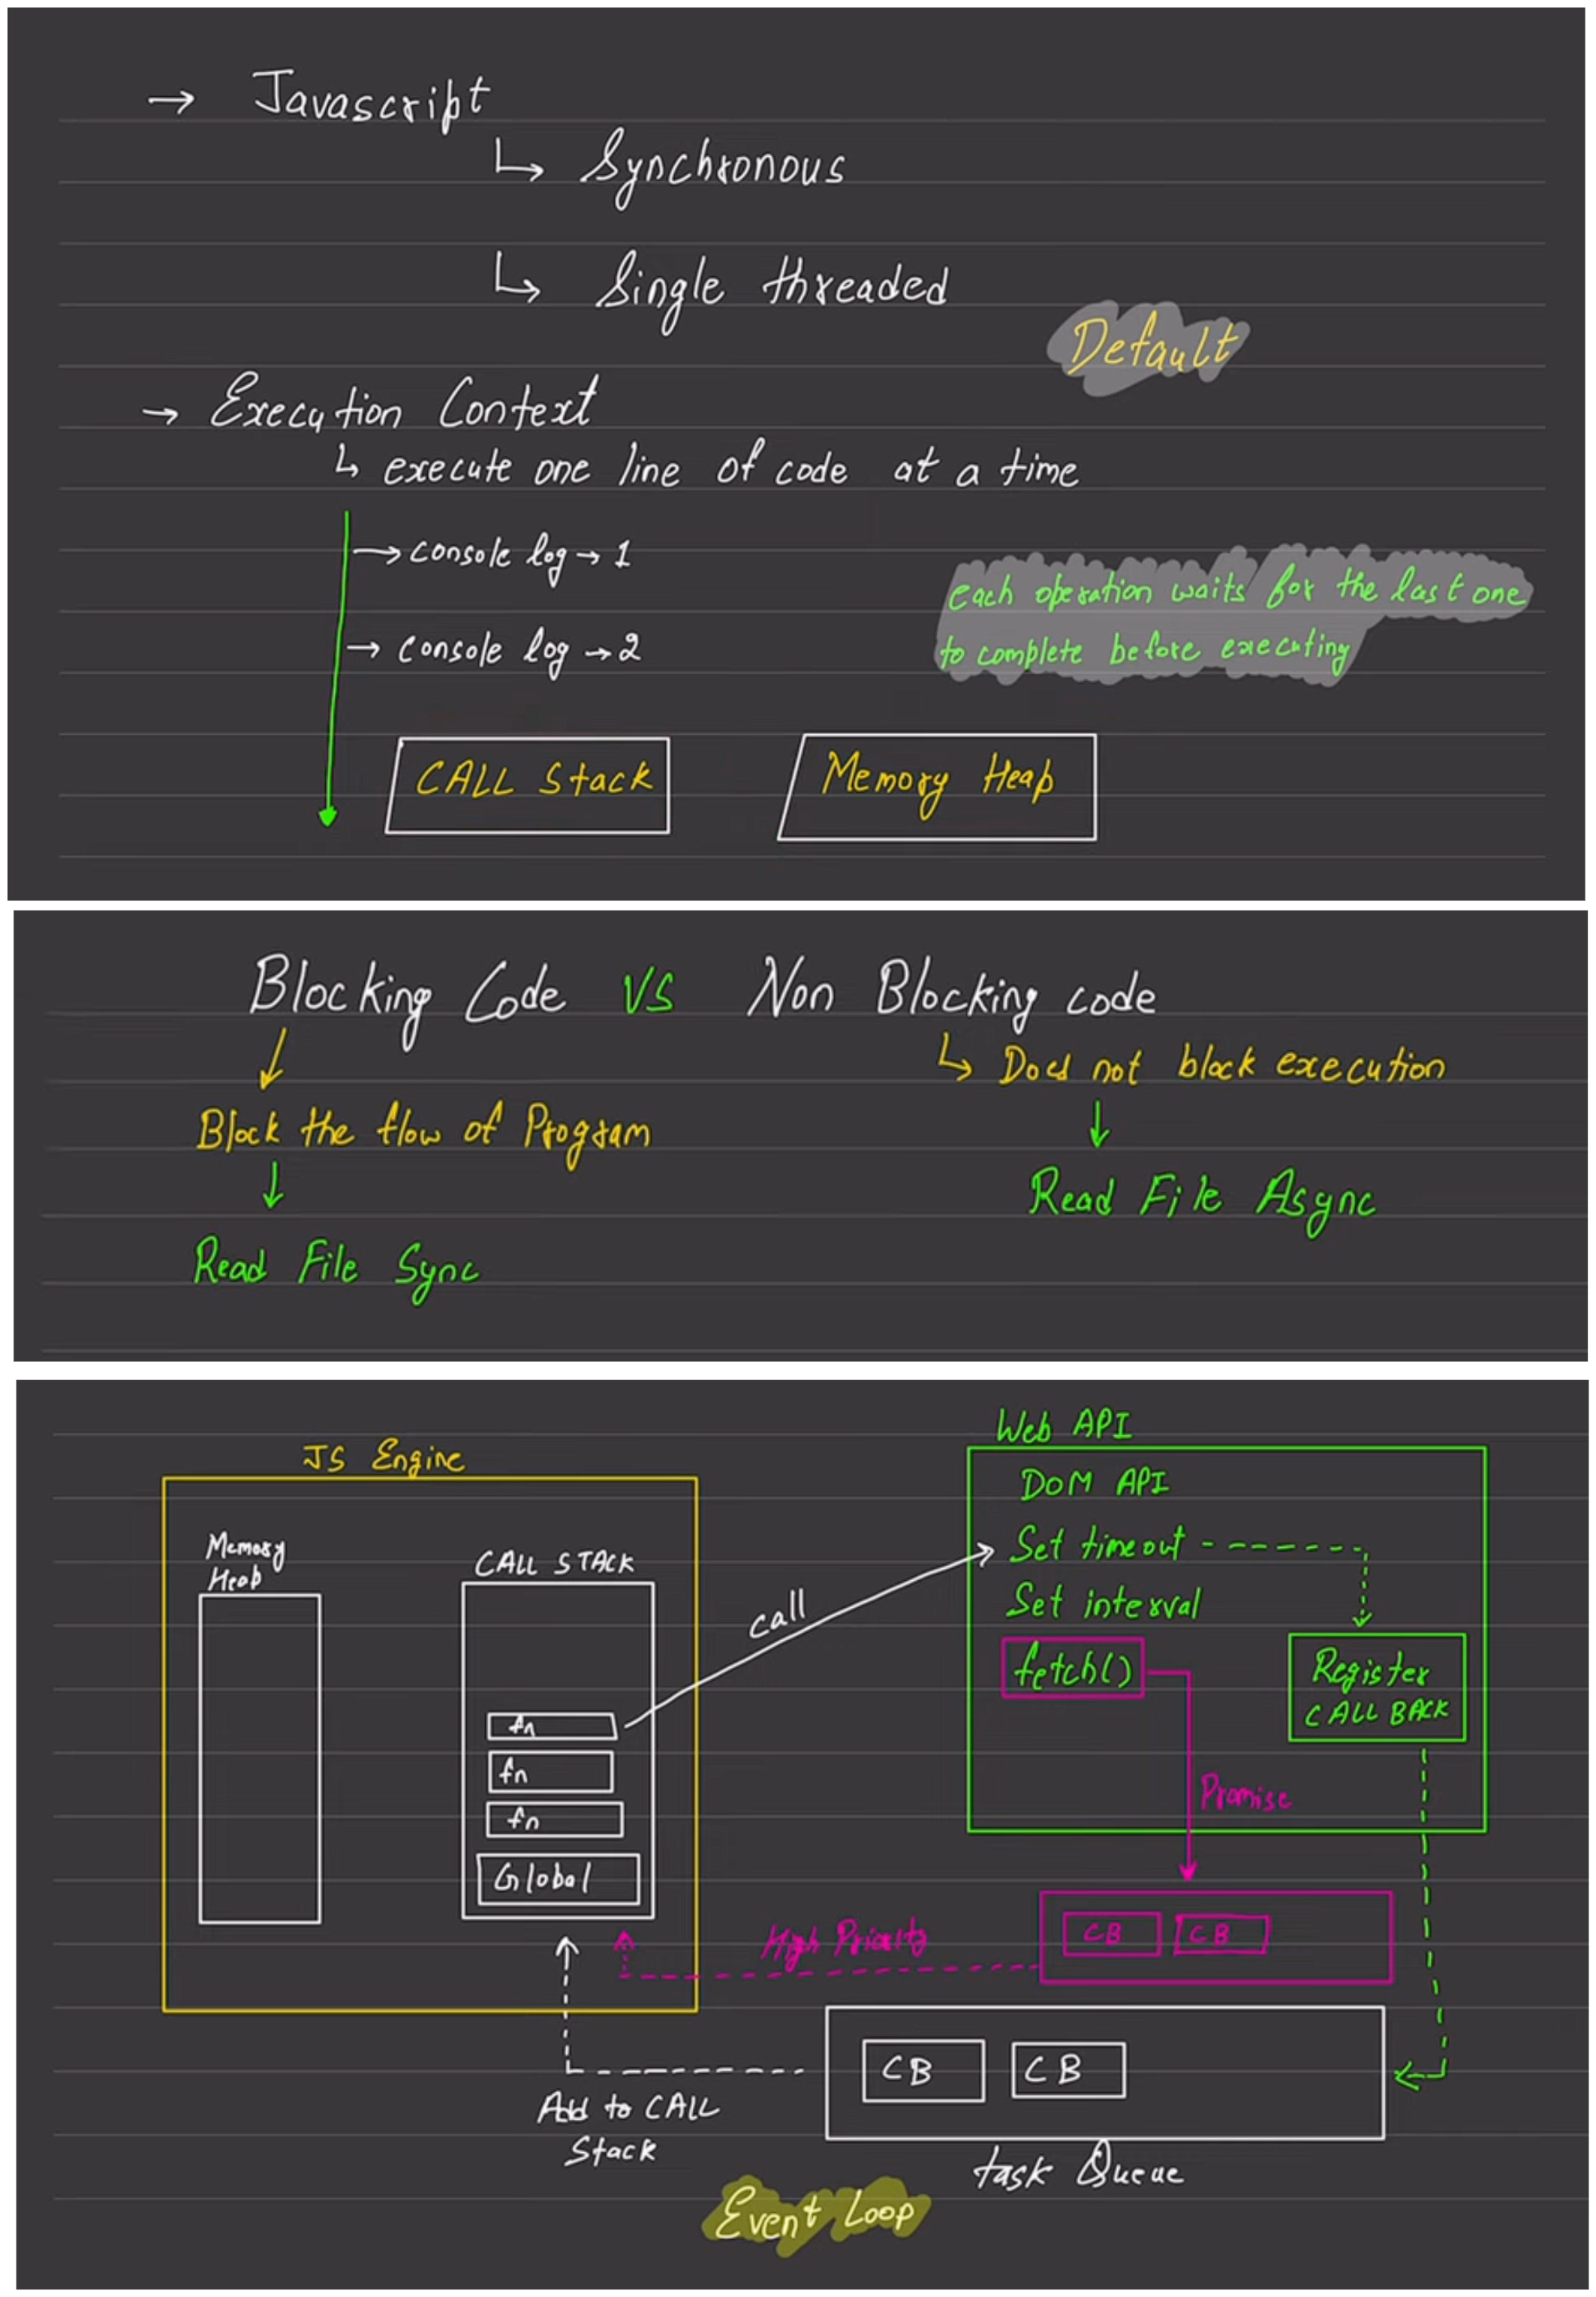 → Javascript
↳ Synchronous
↳ Single threaded
Default
→ Execution Context
↳ execute one line of code at a time
→ console log → 1
→ console log → 2
each operation waits for the last one
to complete before executing
CALL Stack
Memory Heap
Blocking Code VS Non Blocking code
↳ Does not block execution
Block the flow of Program
Read File Async
Read File Sync
JS Engine
Memory
Heap
CALL STACK
fn
fn
fn
Global
call
Web API
DOM API
Set timeout
Set interval
fetch()
Register
CALL BACK
Promise
High Priority
CB CB
CB CB
Add to CALL
Stack
task Queue
Event Loop